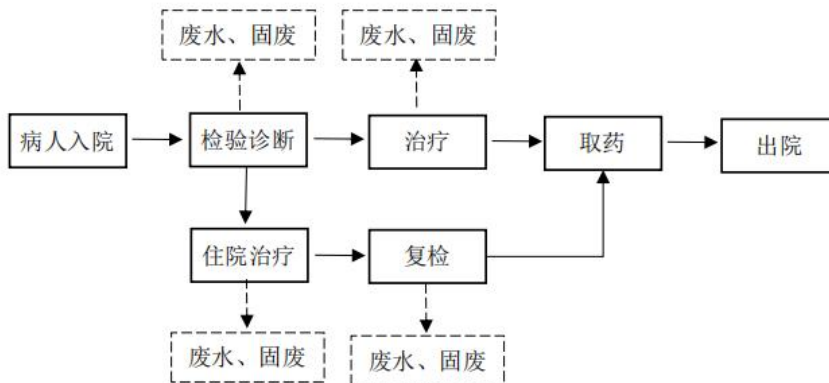 废水、固废
废水、固废
病人入院
检验诊断
治疗
取药
出院
住院治疗
复检
废水、固废
废水、固废